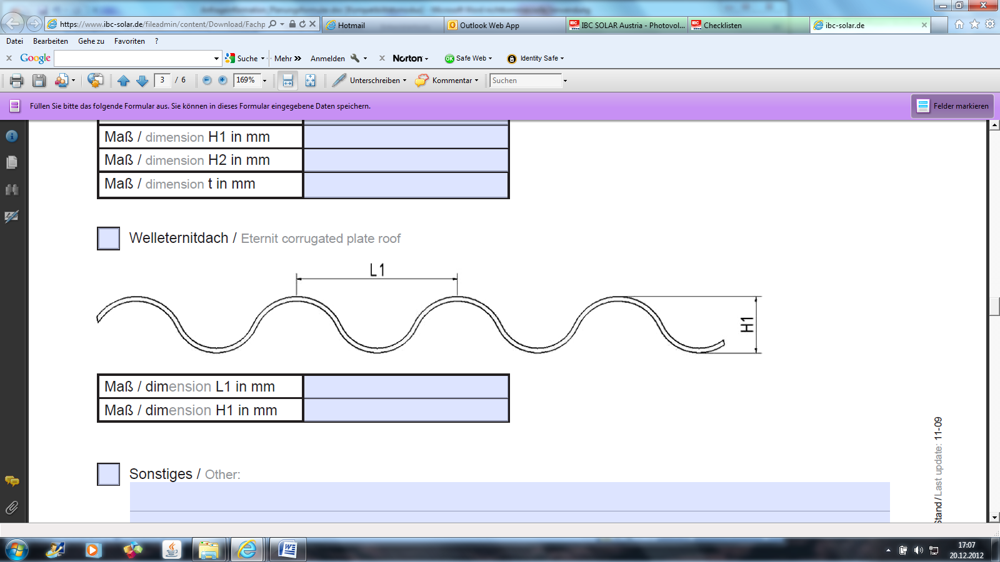 https://www.ibc-solar.de/fileadmin/content/Download/Fachp
Hotmail
Outlook Web App
IBC SOLAR Austria - Photovol...
Checklisten
ibc-solar.de
Datei Bearbeiten Gehe zu Favoriten ?
Google Suche Mehr Anmelden Norton Safe Web Identity Safe
3 / 6 169% Unterschreiben Kommentar Suchen
Füllen Sie bitte das folgende Formular aus. Sie können in dieses Formular eingegebene Daten speichern.
Felder markieren
Maß / dimension H1 in mm
Maß / dimension H2 in mm
Maß / dimension t in mm
Welleternitdach / Eternit corrugated plate roof
L1
H1
Maß / dimension L1 in mm
Maß / dimension H1 in mm
Sonstiges / Other:
Stand / Last update: 11-09
17:07
20.12.2012